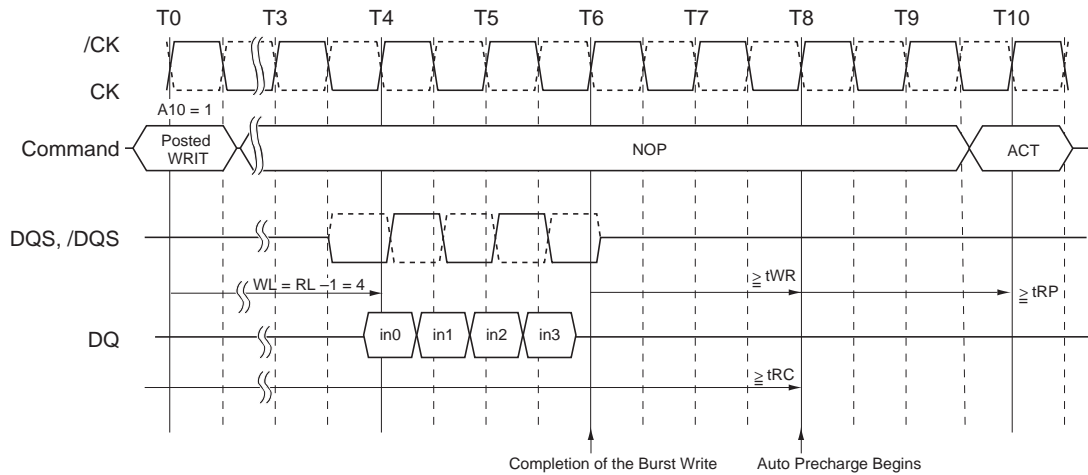 T0 T3 T4 T5 T6 T7 T8 T9 T10
/CK
CK
A10 = 1
Command
Posted
WRIT
NOP
ACT
DQS, /DQS
WL = RL –1 = 4
≧ tWR
≧ tRP
DQ
in0 in1 in2 in3
≧ tRC
Completion of the Burst Write
Auto Precharge Begins